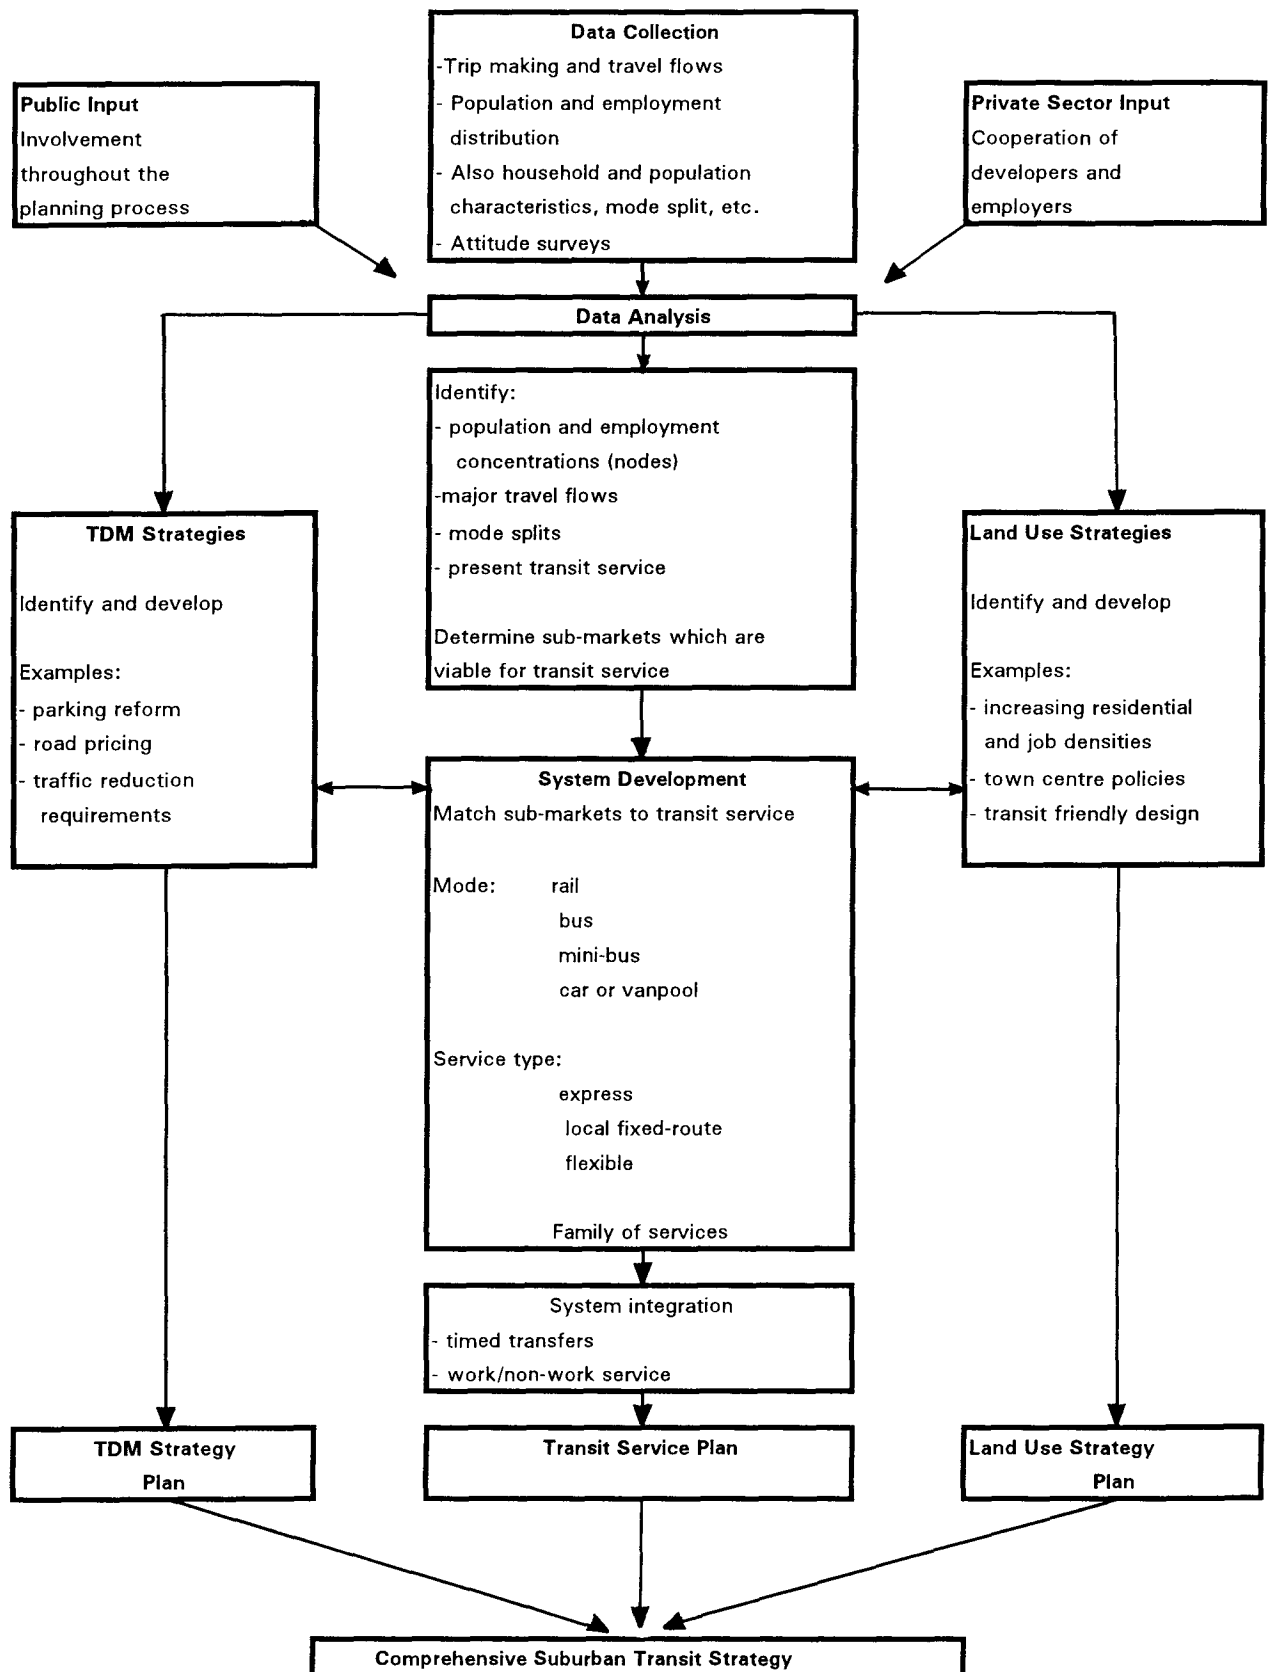 Data Collection
-Trip making and travel flows
- Population and employment
distribution
- Also household and population
characteristics, mode split, etc.
- Attitude surveys
Public Input
Involvement
throughout the
planning process
Private Sector Input
Cooperation of
developers and
employers
Data Analysis
Identify:
- population and employment
concentrations (nodes)
-major travel flows
- mode splits
- present transit service
Determine sub-markets which are
viable for transit service
TDM Strategies
Identify and develop
Examples:
- parking reform
- road pricing
- traffic reduction
requirements
Land Use Strategies
Identify and develop
Examples:
- increasing residential
and job densities
- town centre policies
- transit friendly design
System Development
Match sub-markets to transit service
Mode: rail
bus
mini-bus
car or vanpool
Service type:
express
local fixed-route
flexible
Family of services
System integration
- timed transfers
- work/non-work service
TDM Strategy
Plan
Transit Service Plan
Land Use Strategy
Plan
Comprehensive Suburban Transit Strategy